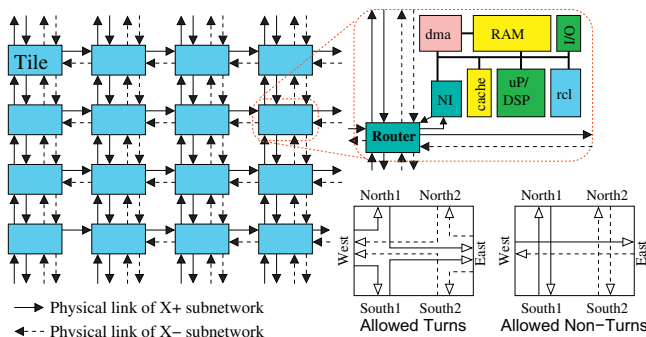 Tile
dma
RAM
I/O
NI
cache
uP/
DSP
rcl
Router
North1 North2
West
East
South1 South2
Allowed Turns
North1 North2
West
East
South1 South2
Allowed Non-Turns
Physical link of X+ subnetwork
Physical link of X- subnetwork